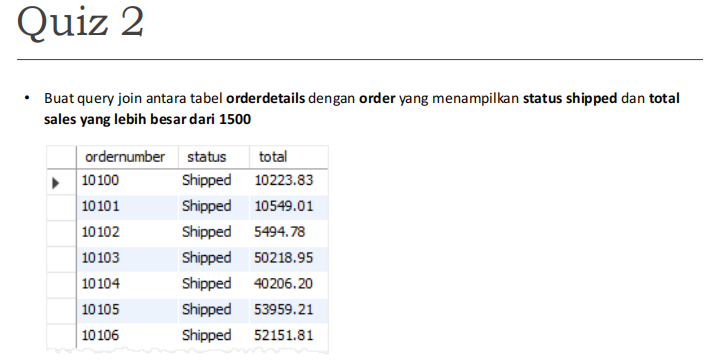 Quiz 2
• Buat query join antara tabel orderdetails dengan order yang menampilkan status shipped dan total
sales yang lebih besar dari 1500
ordernumber status total
10100 Shipped 10223.83
10101 Shipped 10549.01
10102 Shipped 5494.78
10103 Shipped 50218.95
10104 Shipped 40206.20
10105 Shipped 53959.21
10106 Shipped 52151.81